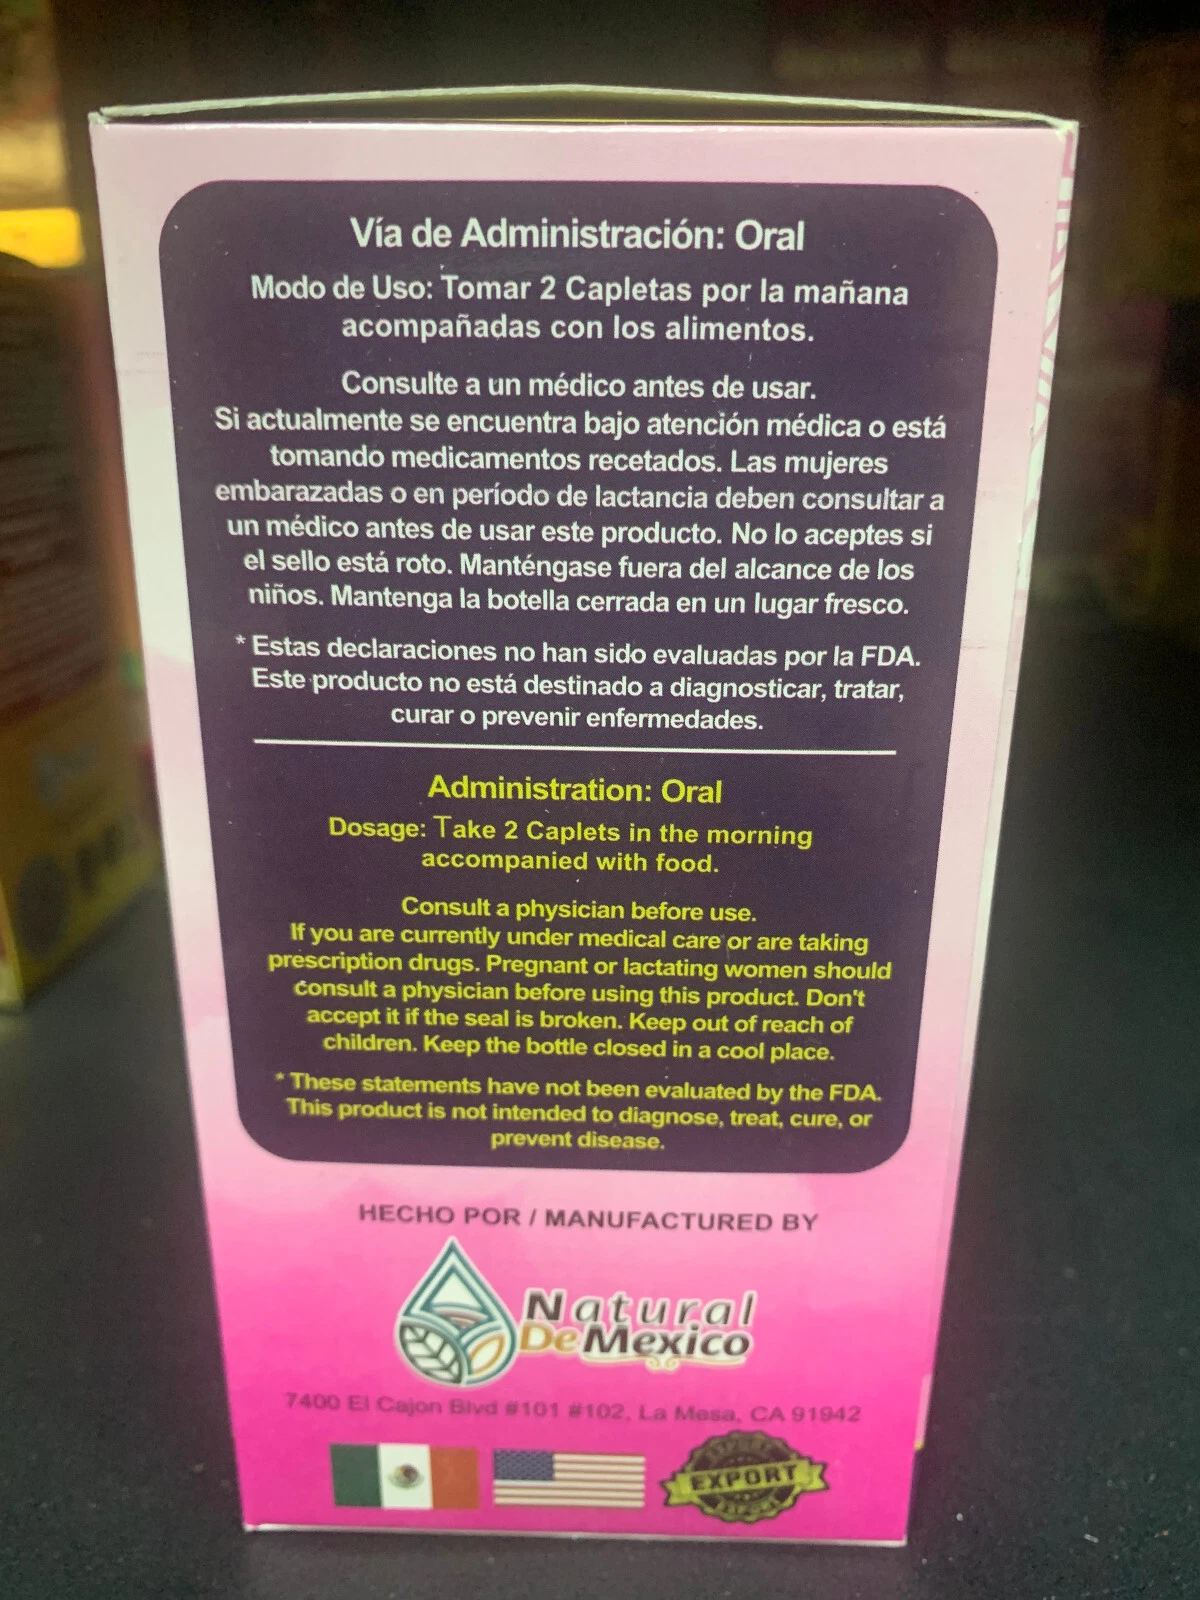 Vía de Administración: Oral
Modo de Uso: Tomar 2 Capletas por la mañana
acompañadas con los alimentos.
Consulte a un médico antes de usar.
Si actualmente se encuentra bajo atención médica o está
tomando medicamentos recetados. Las mujeres
embarazadas o en período de lactancia deben consultar a
un médico antes de usar este producto. No lo aceptes si
el sello está roto. Manténgase fuera del alcance de los
niños. Mantenga la botella cerrada en un lugar fresco.
* Estas declaraciones no han sido evaluadas por la FDA.
Este producto no está destinado a diagnosticar, tratar,
curar o prevenir enfermedades.
Administration: Oral
Dosage: Take 2 Caplets in the morning
accompanied with food.
Consult a physician before use.
If you are currently under medical care or are taking
prescription drugs. Pregnant or lactating women should
consult a physician before using this product. Don't
accept it if the seal is broken. Keep out of reach of
children. Keep the bottle closed in a cool place.
* These statements have not been evaluated by the FDA.
This product is not intended to diagnose, treat, cure, or
prevent disease.
HECHO POR / MANUFACTURED BY
Natural
De Mexico
7400 El Cajon Blvd #101 #102, La Mesa, CA 91942
EXPORT
EXPORT
EXPORT